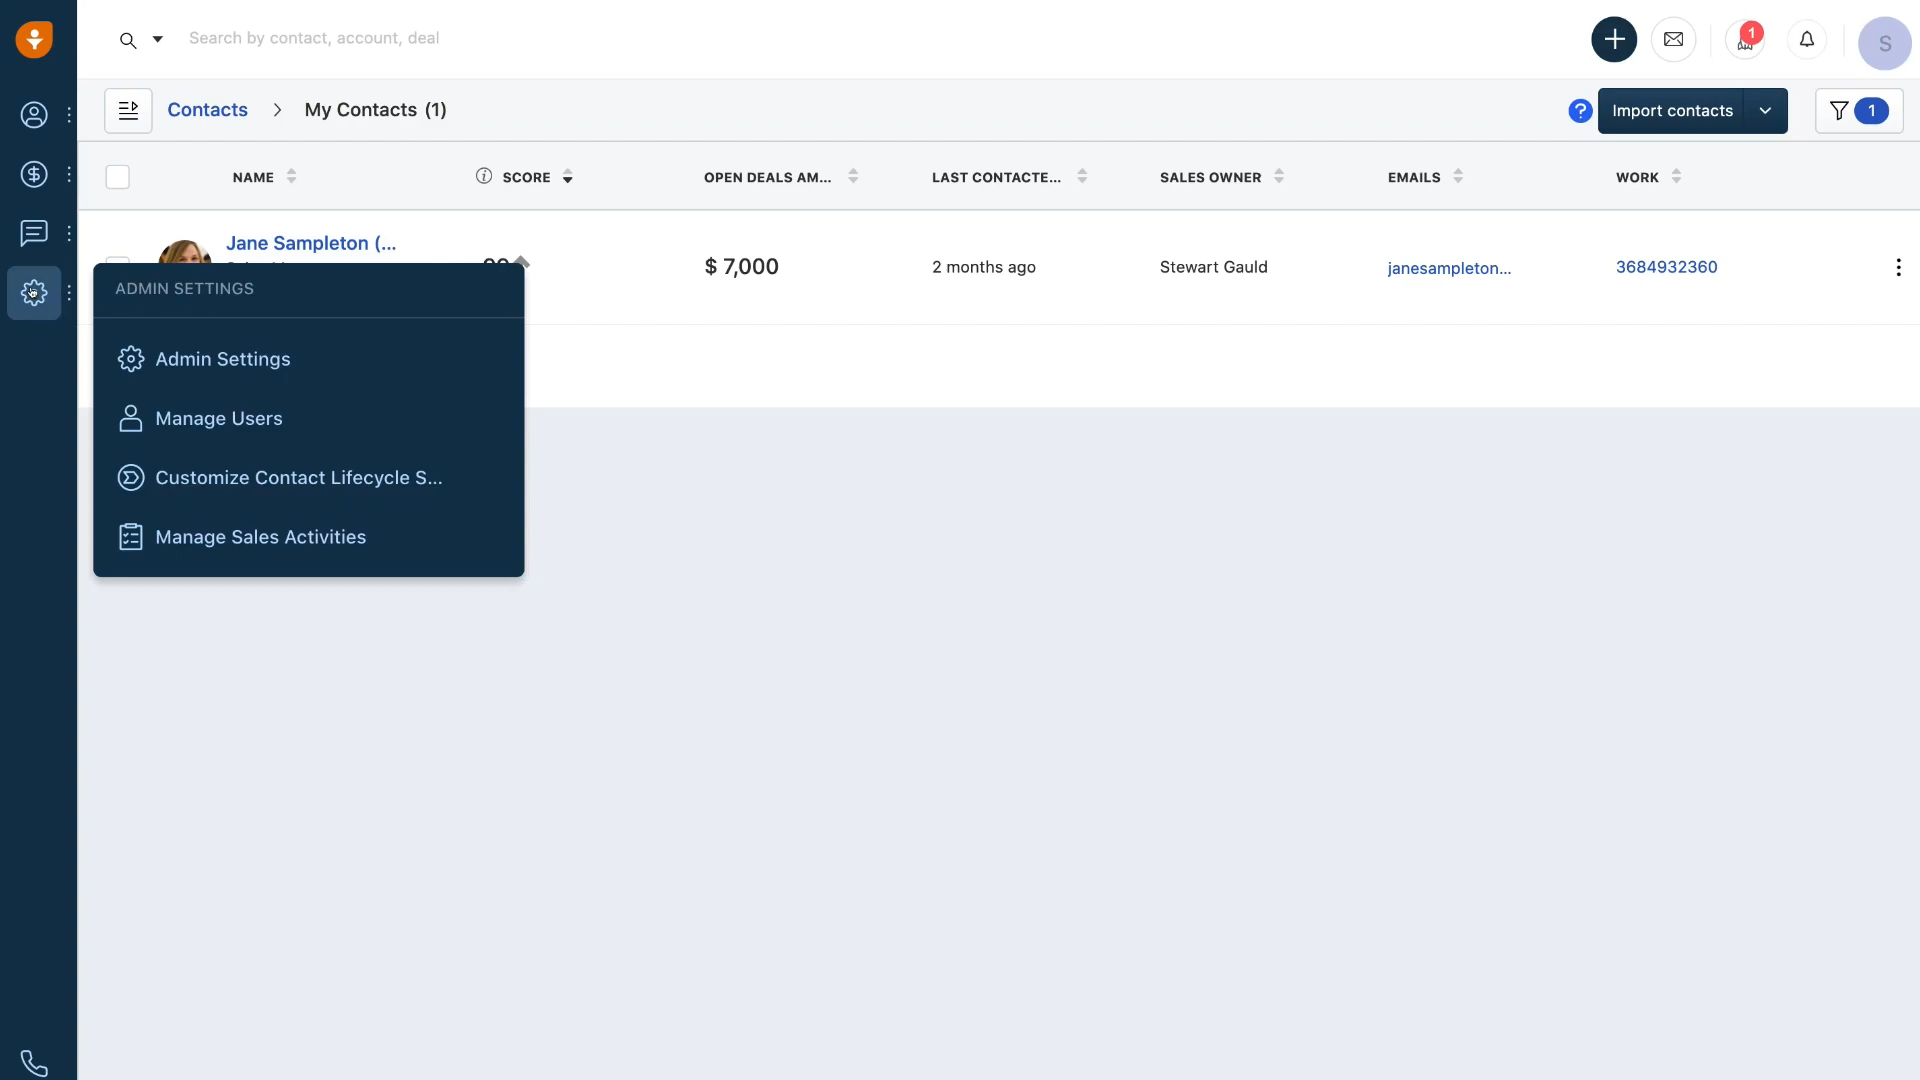 Search by contact, account, deal
1
S
Contacts
My Contacts (1)
?
Import contacts
1
NAME
SCORE
OPEN DEALS AM...
LAST CONTACTE...
SALES OWNER
EMAILS
WORK
Jane Sampleton (...
$ 7,000
2 months ago
Stewart Gauld
janesampleton...
3684932360
ADMIN SETTINGS
Admin Settings
Manage Users
Customize Contact Lifecycle S...
Manage Sales Activities